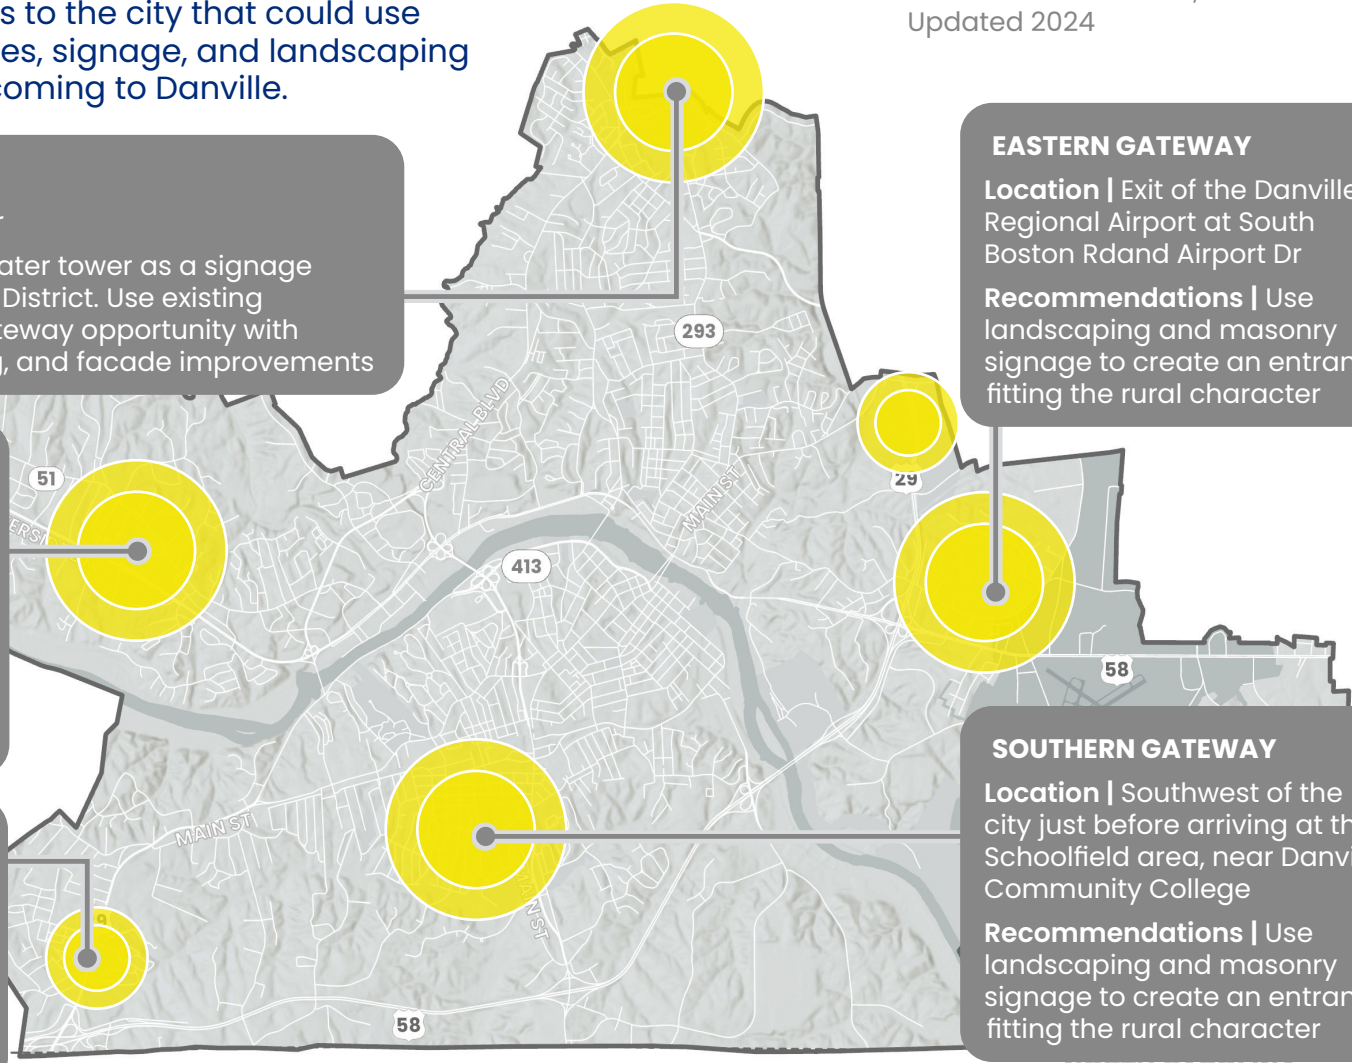 s to the city that could use
es, signage, and landscaping
coming to Danville.
Updated 2024
ater tower as a signage
District. Use existing
teway opportunity with
g, and facade improvements
EASTERN GATEWAY
Location | Exit of the Danville
Regional Airport at South
Boston Rdand Airport Dr
Recommendations | Use
landscaping and masonry
signage to create an entran
fitting the rural character
293
CENTRAL BLVD
51
ERSI
29
MAIN ST
413
58
SOUTHERN GATEWAY
Location | Southwest of the
city just before arriving at th
Schoolfield area, near Danvi
Community College
Recommendations | Use
landscaping and masonry
signage to create an entran
fitting the rural character
MAIN ST
MAIN ST
9
58